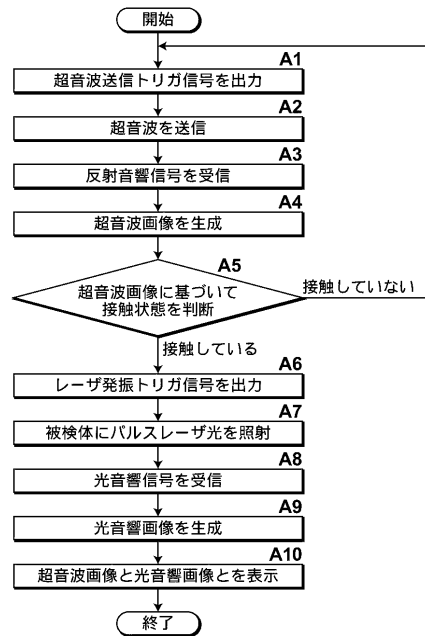 開始
A1
超音波送信トリガ信号を出力
A2
超音波を送信
A3
反射音響信号を受信
A4
超音波画像を生成
A5
超音波画像に基づいて
接触状態を判断
接触していない
接触している
A6
レーザ発振トリガ信号を出力
A7
被検体にパルスレーザ光を照射
A8
光音響信号を受信
A9
光音響画像を生成
A10
超音波画像と光音響画像とを表示
終了